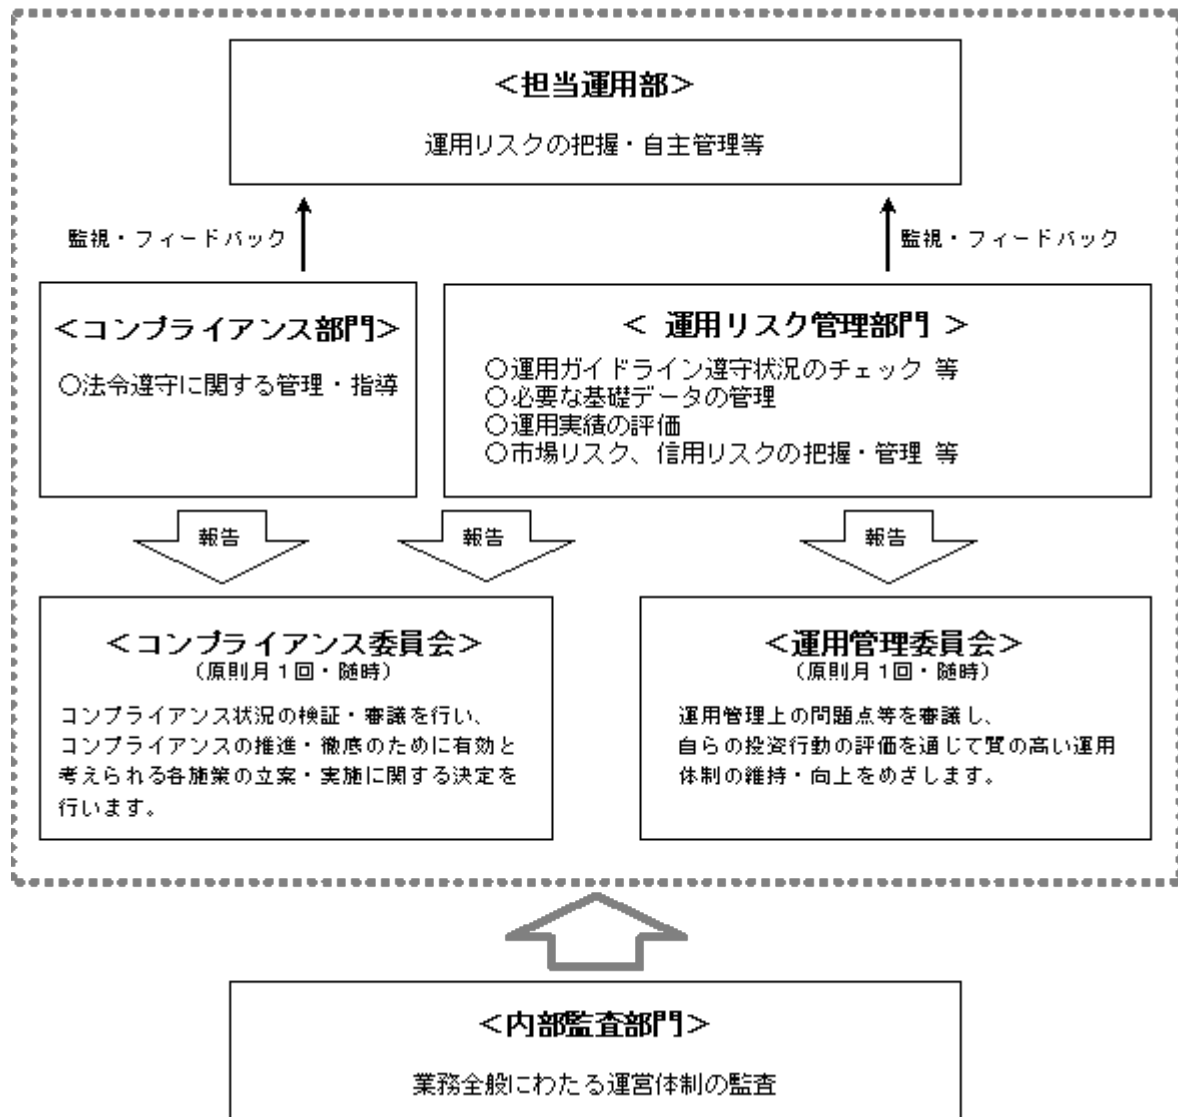 ＜担当運用部＞
運用リスクの把握・自主管理等
監視・フィードバック
監視・フィードバック
＜コンプライアンス部門＞
○法令遵守に関する管理・指導
＜ 運用リスク管理部門 ＞
○運用ガイドライン遵守状況のチェック 等
○必要な基礎データの管理
○運用実績の評価
○市場リスク、信用リスクの把握・管理 等
報告
報告
報告
＜コンプライアンス委員会＞
（原則月１回・随時）
コンプライアンス状況の検証・審議を行い、
コンプライアンスの推進・徹底のために有効と
考えられる各施策の立案・実施に関する決定を
行います。
＜運用管理委員会＞
（原則月１回・随時）
運用管理上の問題点等を審議し、
自らの投資行動の評価を通じて質の高い運用
体制の維持・向上をめざします。
＜内部監査部門＞
業務全般にわたる運営体制の監査